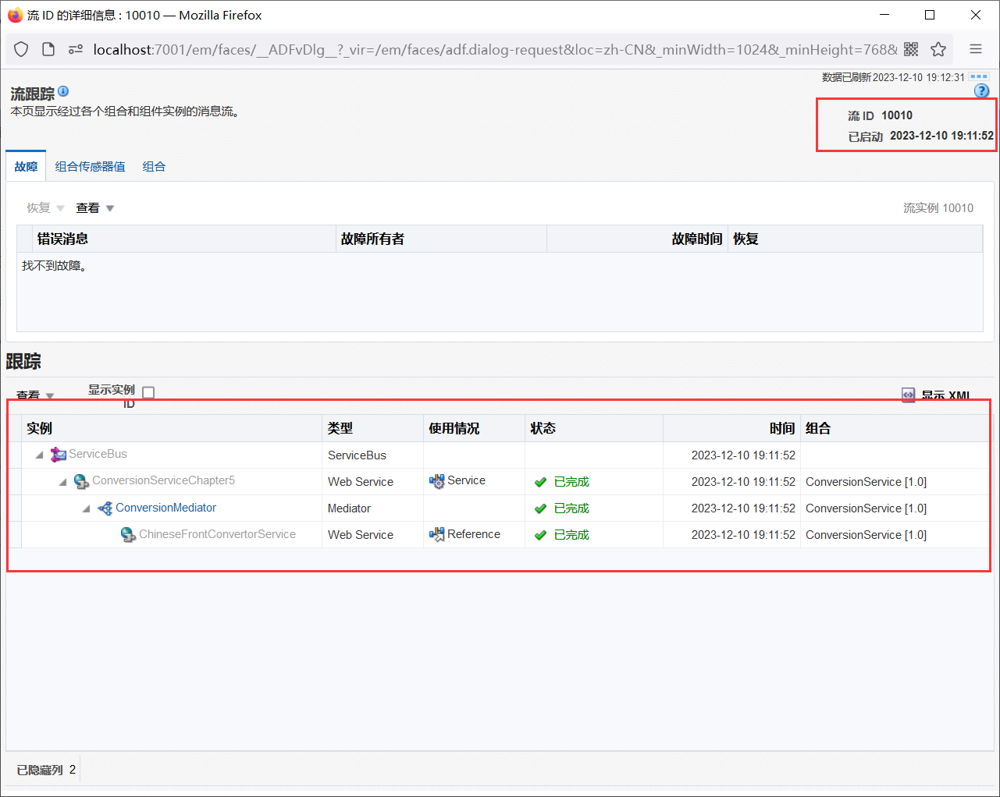 流 ID 的详细信息 : 10010 — Mozilla Firefox
localhost:7001/em/faces/__ADFvDlg__?_vir=/em/faces/adf.dialog-request&loc=zh-CN&_minWidth=1024&_minHeight=768&
数据已刷新2023-12-10 19:12:31
流跟踪
本页显示经过各个组合和组件实例的消息流。
流 ID 10010
已启动 2023-12-10 19:11:52
故障 组合传感器值 组合
恢复 查看 流实例 10010
错误消息 故障所有者 故障时间 恢复
找不到故障。
跟踪
查看 显示实例 ID 显示 XML
实例 类型 使用情况 状态 时间 组合
ServiceBus ServiceBus 2023-12-10 19:11:52
ConversionServiceChapter5 Web Service Service 已完成 2023-12-10 19:11:52 ConversionService [1.0]
ConversionMediator Mediator 已完成 2023-12-10 19:11:52 ConversionService [1.0]
ChineseFrontConvertorService Web Service Reference 已完成 2023-12-10 19:11:52 ConversionService [1.0]
已隐藏列 2